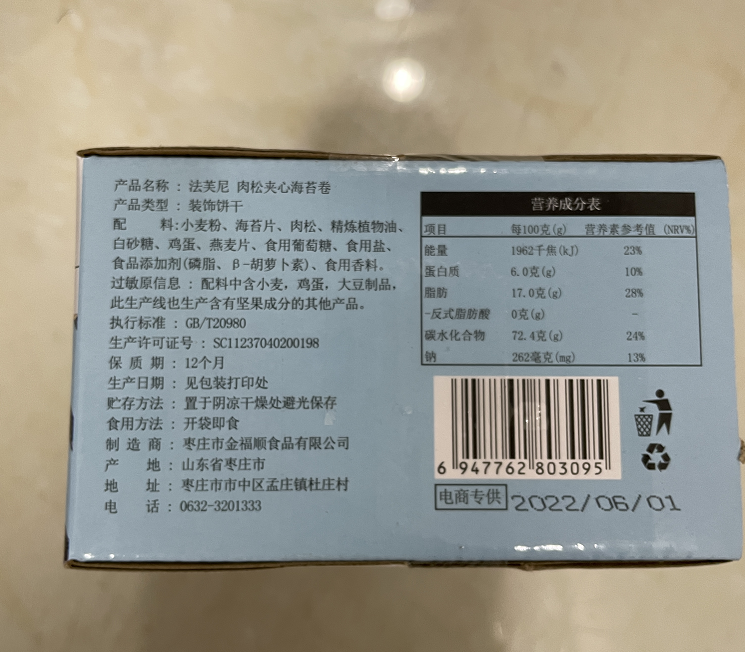 产品名称：法芙尼 肉松夹心海苔卷
产品类型：装饰饼干
配 料:小麦粉、海苔片、肉松、精炼植物油、
白砂糖、鸡蛋、燕麦片、食用葡萄糖、食用盐、
食品添加剂(磷脂、β-胡萝卜素)、食用香料。
过敏原信息：配料中含小麦，鸡蛋，大豆制品，
此生产线也生产含有坚果成分的其他产品。
执行标准：GB/T20980
生产许可证号：SC11237040200198
保 质 期：12个月
生产日期：见包装打印处
贮存方法：置于阴凉干燥处避光保存
食用方法：开袋即食
制 造 商：枣庄市金福顺食品有限公司
产 地：山东省枣庄市
地 址：枣庄市市中区孟庄镇杜庄村
电 话：0632-3201333
营养成分表
项目 每100克(g) 营养素参考值 (NRV%)
能量 1962千焦(kJ) 23%
蛋白质 6.0克(g) 10%
脂肪 17.0克(g) 28%
-反式脂肪酸 0克(g) -
碳水化合物 72.4克(g) 24%
钠 262毫克(mg) 13%
6 947762 803095
电商专供 2022/06/01